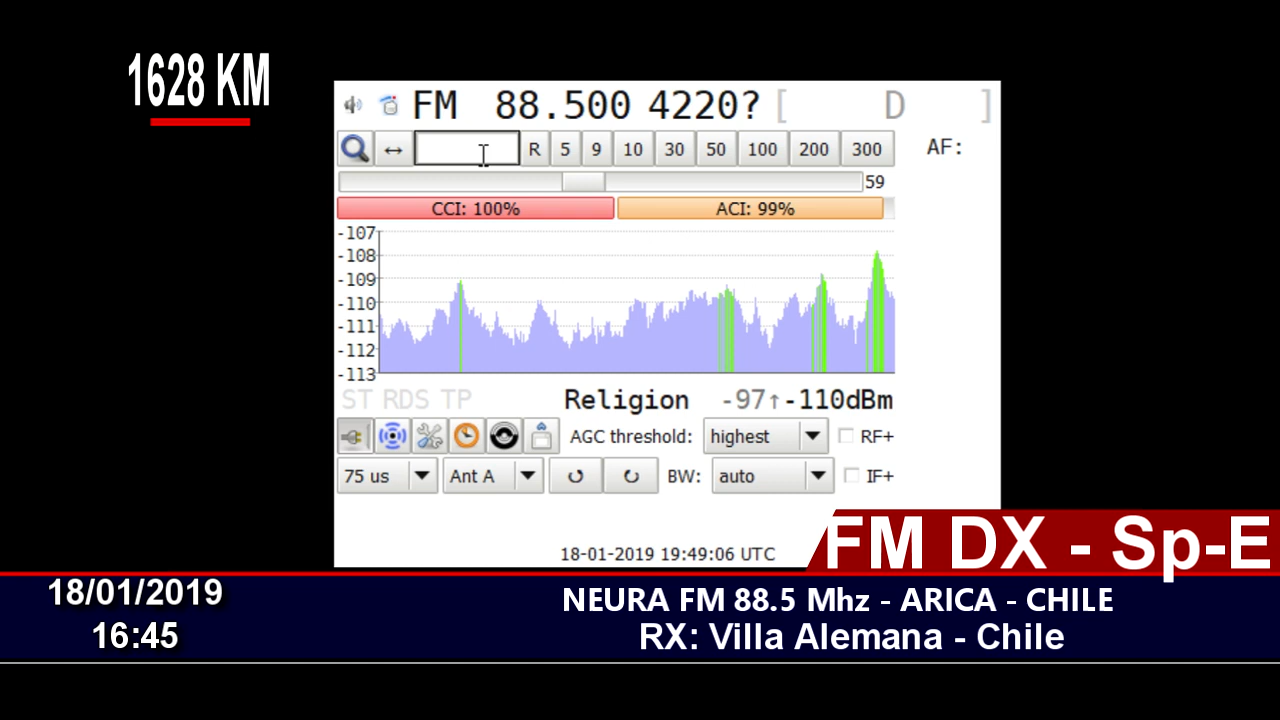 1628 KM
FM 88.500 4220? [ D ]
↔ R 5 9 10 30 50 100 200 300 AF:
59
CCI: 100% ACI: 99%
-107
-108
-109
-110
-111
-112
-113
ST RDS TP Religion -97↑-110dBm
AGC threshold: highest RF+
75 us Ant A ↺ ↻ BW: auto IF+
18-01-2019 19:49:06 UTC
FM DX - Sp-E
18/01/2019
16:45
NEURA FM 88.5 Mhz - ARICA - CHILE
RX: Villa Alemana - Chile